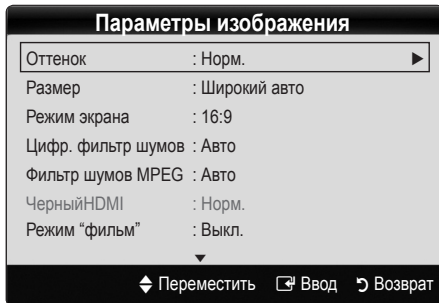 Параметры изображения
Оттенок : Норм. ►
Размер : Широкий авто
Режим экрана : 16:9
Цифр. фильтр шумов : Авто
Фильтр шумов MPEG : Авто
ЧерныйHDMI : Норм.
Режим “фильм” : Выкл.
▼
Переместить Ввод Возврат